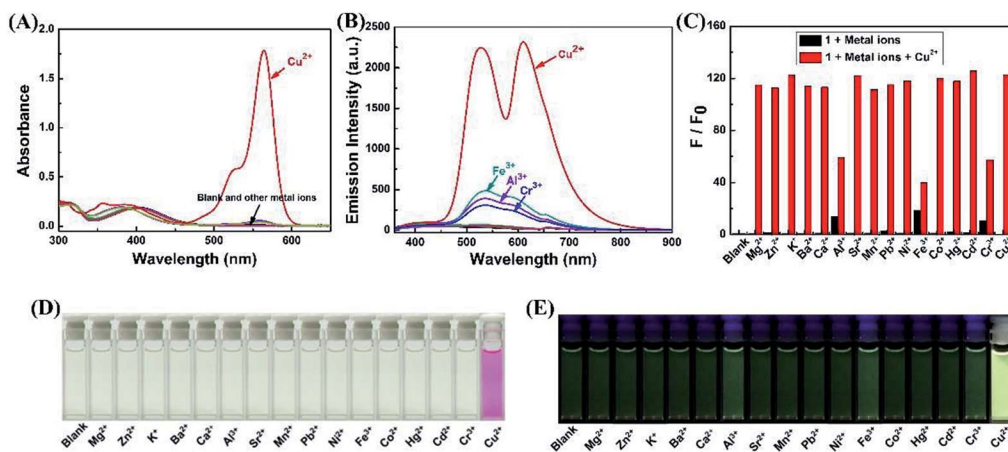 (A)
2.0
1.5
1.0
0.5
0.0
Absorbance
Cu²⁺
Blank and other metal ions
300
400
500
600
Wavelength (nm)
(B)
2500
2000
1500
1000
500
0
Emission Intensity (a.u.)
Cu²⁺
Fe³⁺
Al³⁺
Cr³⁺
400
500
600
700
800
900
Wavelength (nm)
(C)
160
120
80
40
0
F / F₀
1 + Metal ions
1 + Metal ions + Cu²⁺
Blank
Mg²⁺
Zn²⁺
K⁺
Ba²⁺
Ca²⁺
Al³⁺
Sr²⁺
Mn²⁺
Pb²⁺
Ni²⁺
Fe³⁺
Co²⁺
Hg²⁺
Cd²⁺
Cr³⁺
(D)
Blank
Mg²⁺
Zn²⁺
K⁺
Ba²⁺
Ca²⁺
Al³⁺
Sr²⁺
Mn²⁺
Pb²⁺
Ni²⁺
Fe³⁺
Co²⁺
Hg²⁺
Cd²⁺
Cr³⁺
Cu²⁺
(E)
Blank
Mg²⁺
Zn²⁺
K⁺
Ba²⁺
Ca²⁺
Al³⁺
Sr²⁺
Mn²⁺
Pb²⁺
Ni²⁺
Fe³⁺
Co²⁺
Hg²⁺
Cd²⁺
Cr³⁺
Cu²⁺